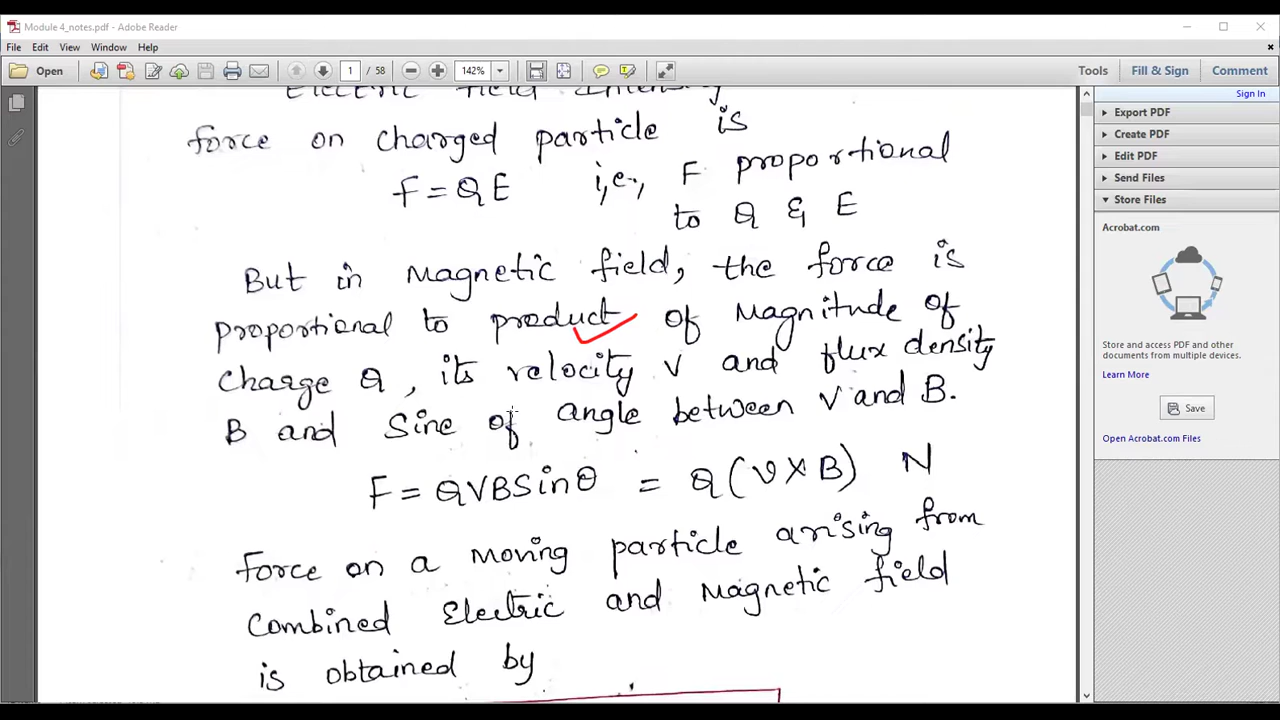 Module 4_notes.pdf - Adobe Reader
File Edit View Window Help
Open 1 / 58 142% Tools Fill & Sign Comment
Sign In
Export PDF
Create PDF
Edit PDF
Send Files
Store Files
Acrobat.com
Store and access PDF and other
documents from multiple devices.
Learn More
Save
Open Acrobat.com Files
Electric field Intensity
force on charged particle is
F = QE i,e., F proportional
to Q & E
But in Magnetic field, the force is
proportional to product of Magnitude of
Charge Q, its velocity V and flux density
B and Sine of angle between V and B.
F = QVBSinθ = Q(V×B) N
Force on a moving particle arising from
Combined Electric and Magnetic field
is obtained by